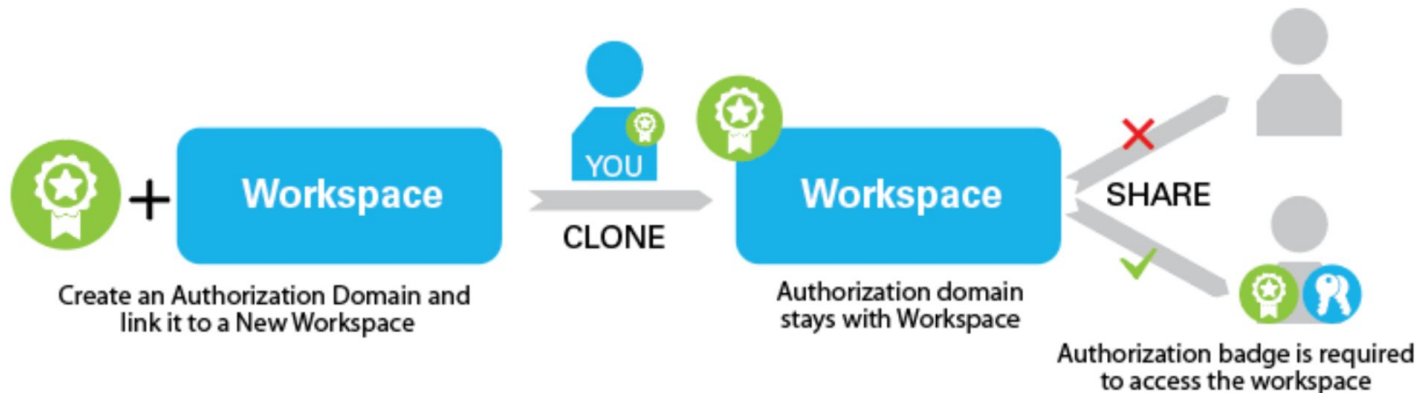 Workspace
Create an Authorization Domain and
link it to a New Workspace
YOU
CLONE
Workspace
Authorization domain
stays with Workspace
SHARE
Authorization badge is required
to access the workspace